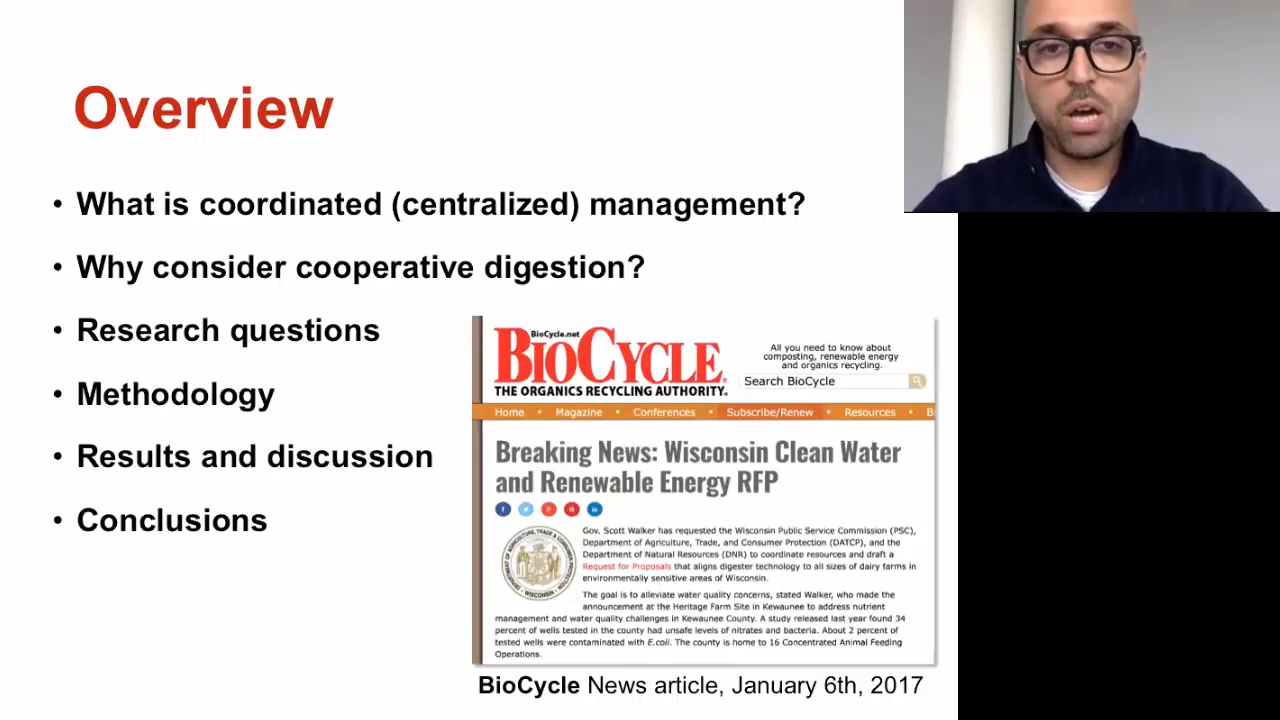 Overview
• What is coordinated (centralized) management?
• Why consider cooperative digestion?
• Research questions
• Methodology
• Results and discussion
• Conclusions
BioCycle.net
BIOCYCLE®
THE ORGANICS RECYCLING AUTHORITY®
All you need to know about
composting, renewable energy
and organics recycling.
Search BioCycle
Home • Magazine • Conferences • Subscribe/Renew • Resources • B
Breaking News: Wisconsin Clean Water
and Renewable Energy RFP
Gov. Scott Walker has requested the Wisconsin Public Service Commission (PSC),
Department of Agriculture, Trade, and Consumer Protection (DATCP), and the
Department of Natural Resources (DNR) to coordinate resources and draft a
Request for Proposals that aligns digester technology to all sizes of dairy farms in
environmentally sensitive areas of Wisconsin.
The goal is to alleviate water quality concerns, stated Walker, who made the
announcement at the Heritage Farm Site in Kewaunee to address nutrient
management and water quality challenges in Kewaunee County. A study released last year found 34
percent of wells tested in the county had unsafe levels of nitrates and bacteria. About 2 percent of
tested wells were contaminated with E.coli. The county is home to 16 Concentrated Animal Feeding
Operations.
BioCycle News article, January 6th, 2017